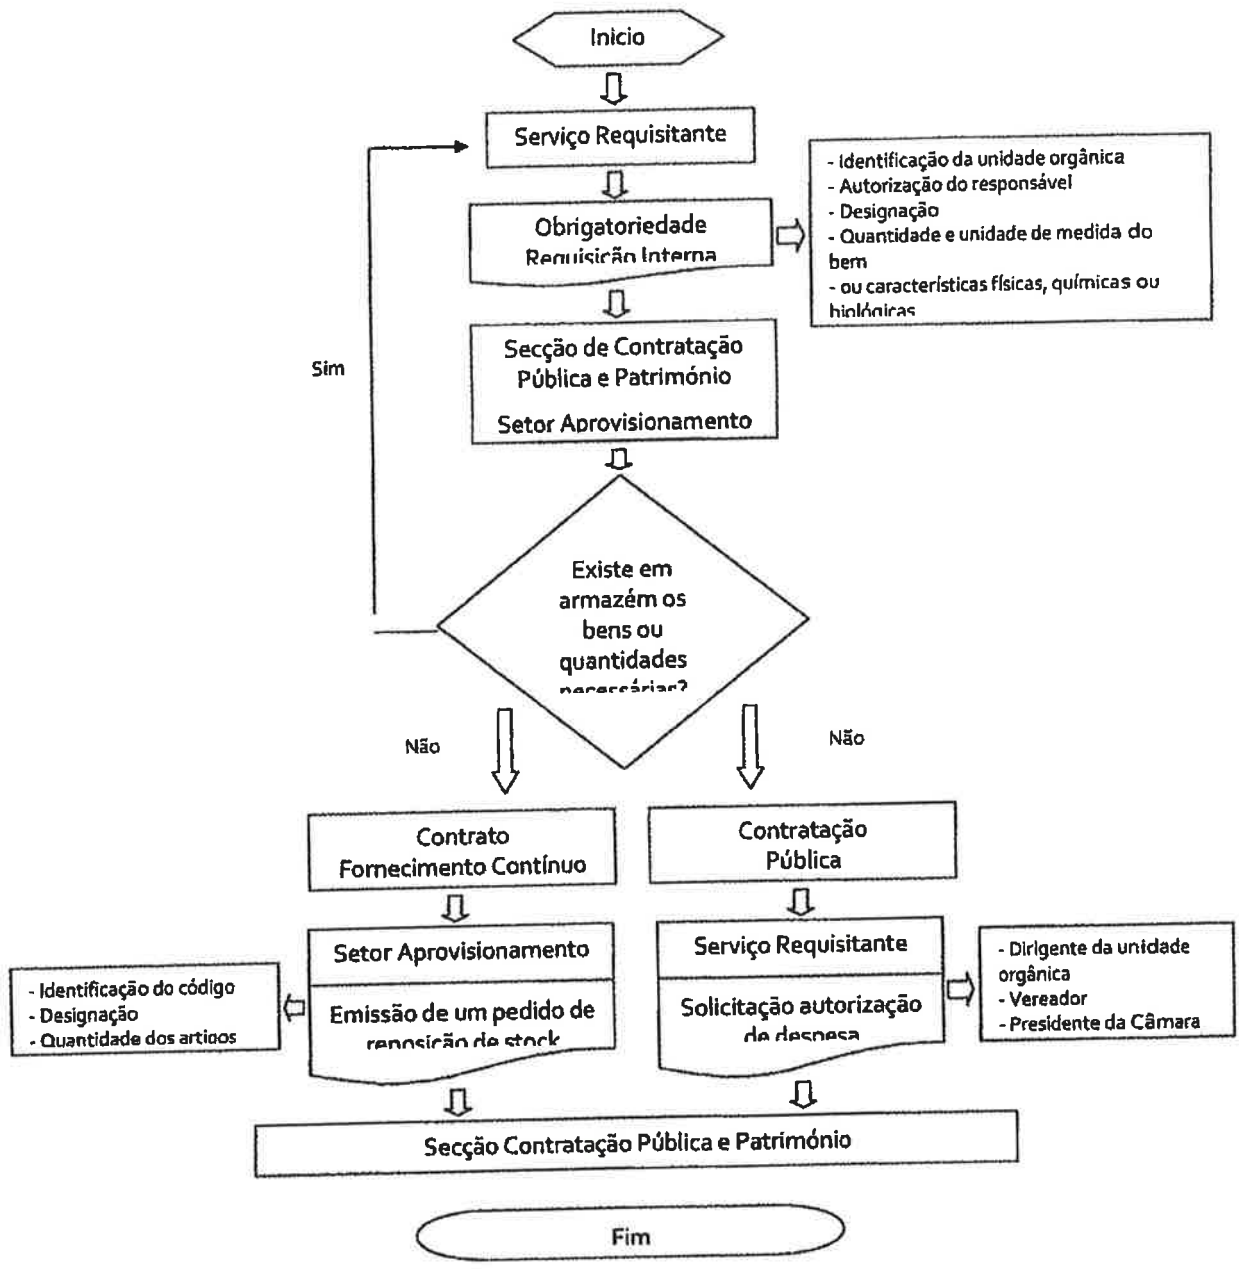 Inicio
Serviço Requisitante
Obrigatoriedade
Requisição Interna
- Identificação da unidade orgânica
- Autorização do responsável
- Designação
- Quantidade e unidade de medida do
bem
- ou características físicas, químicas ou
biológicas
Secção de Contratação
Pública e Património
Setor Aprovisionamento
Sim
Existe em
armazém os
bens ou
quantidades
necessárias?
Não
Não
Contrato
Fornecimento Contínuo
Contratação
Pública
Setor Aprovisionamento
Emissão de um pedido de
reposição de stock
- Identificação do código
- Designação
- Quantidade dos artigos
Serviço Requisitante
Solicitação autorização
de despesa
- Dirigente da unidade
orgânica
- Vereador
- Presidente da Câmara
Secção Contratação Pública e Património
Fim